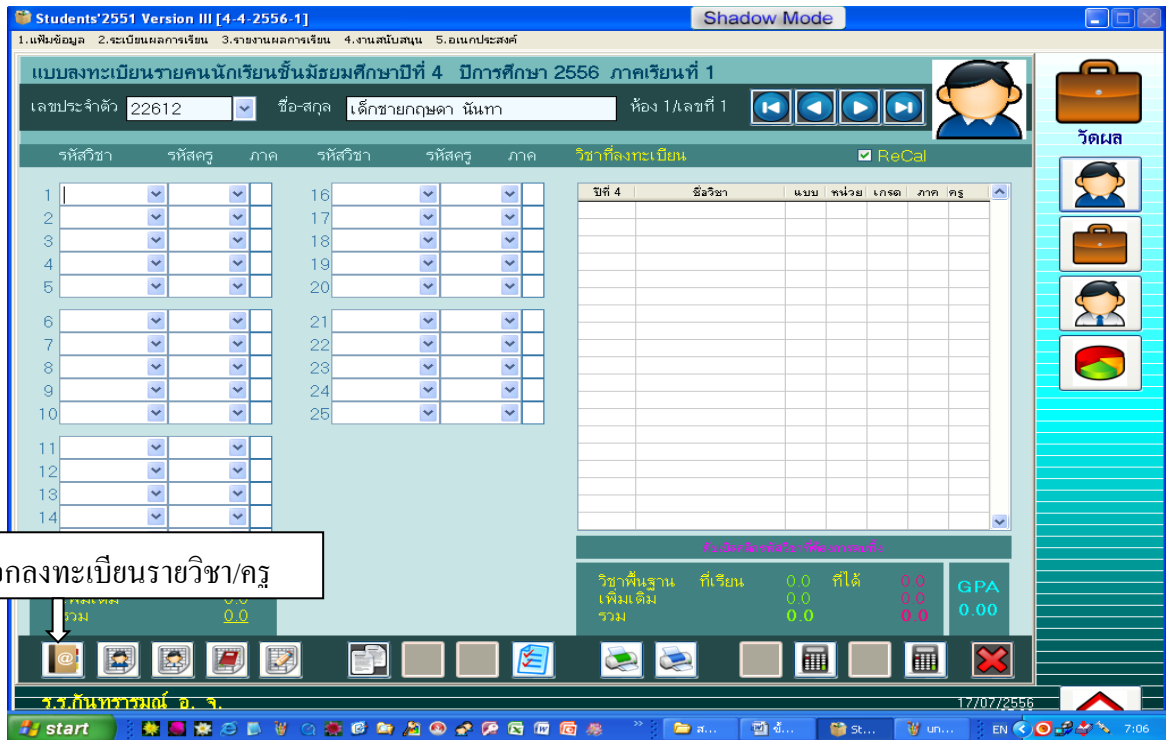 Students'2551 Version III [4-4-2556-1]
Shadow Mode
1.แฟ้มข้อมูล 2.ระเบียนผลการเรียน 3.รายงานผลการเรียน 4.งานสนับสนุน 5.อเนกประสงค์
แบบลงทะเบียนรายคนนักเรียนชั้นมัธยมศึกษาปีที่ 4 ปีการศึกษา 2556 ภาคเรียนที่ 1
เลขประจำตัว 22612 ชื่อ-สกุล เด็กชายกฤษดา นันทา ห้อง 1/เลขที่ 1
วัดผล
รหัสวิชา รหัสครู ภาค รหัสวิชา รหัสครู ภาค วิชาที่ลงทะเบียน ReCal
ปีที่ 4 ชื่อวิชา แบบ หน่วย เกรด ภาค ครู
1 16
2 17
3 18
4 19
5 20
6 21
7 22
8 23
9 24
10 25
11
12
13
14
กลงทะเบียนรายวิชา/ครู
วิชาพื้นฐาน ที่เรียน 0.0 ที่ได้ 0.0 GPA
เพิ่มเติม 0.0
เพิ่มเติม 0.0 0.0 0.00
รวม 0.0
รวม 0.0 0.0
ร.ร.กันทรารมณ์ อ. จ.
17/07/2556
start
ส...
ขั้...
St...
บท...
EN
7:06